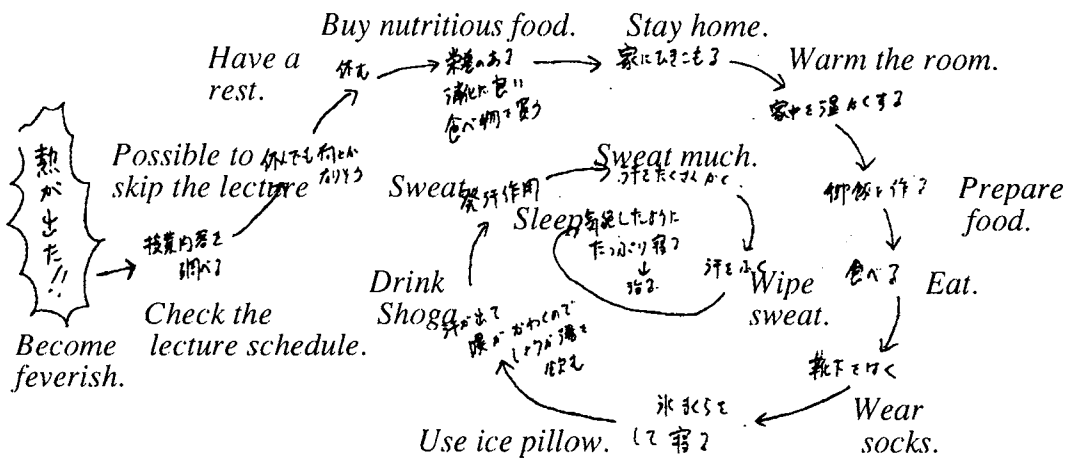 熱が出た!!
Become
feverish.
授業内容を
調べる
Check the
lecture schedule.
休んでも何とか
なりそう
Possible to
skip the lecture
休む
Have a
rest.
栄養のある
消化に良い
食べ物を買う
Buy nutritious food.
家にひきこもる
Stay home.
家中を温かくする
Warm the room.
御飯を作る
Prepare
food.
食べる
Eat.
靴下をはく
Wear
socks.
氷まくらを
して寝る
Use ice pillow.
汗が出て
喉がかわくので
しょうが湯を
飲む
Drink
Shoga
発汗作用
Sweat
汗をたくさんかく
Sweat much.
汗をふく
Wipe
sweat.
気絶したように
たっぷり寝る
治る
Sleep